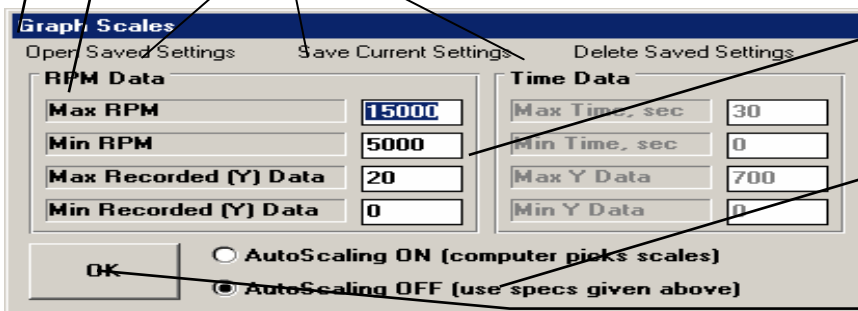 Graph Scales
Open Saved Settings Save Current Settings Delete Saved Settings
RPM Data
Max RPM 15000
Min RPM 5000
Max Recorded (Y) Data 20
Min Recorded (Y) Data 0
Time Data
Max Time, sec 30
Min Time, sec 0
Max Y Data 700
Min Y Data 0
OK
AutoScaling ON (computer picks scales)
AutoScaling OFF (use specs given above)